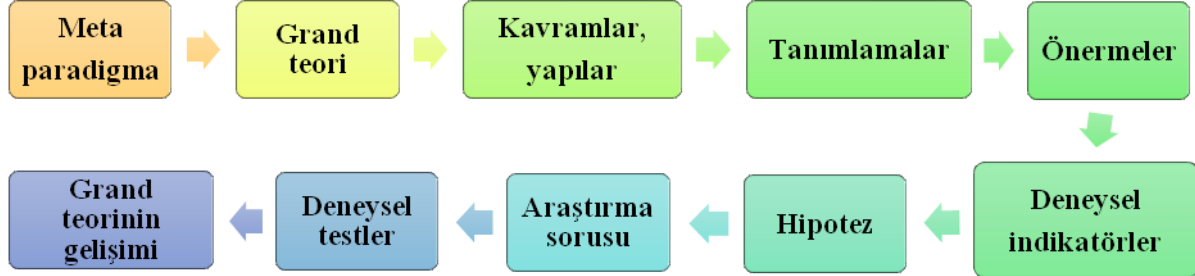 Meta
paradigma
Grand
teori
Kavramlar,
yapılar
Tanımlamalar
Önermeler
Deneysel
indikatörler
Hipotez
Araştırma
sorusu
Deneysel
testler
Grand
teorinin
gelişimi